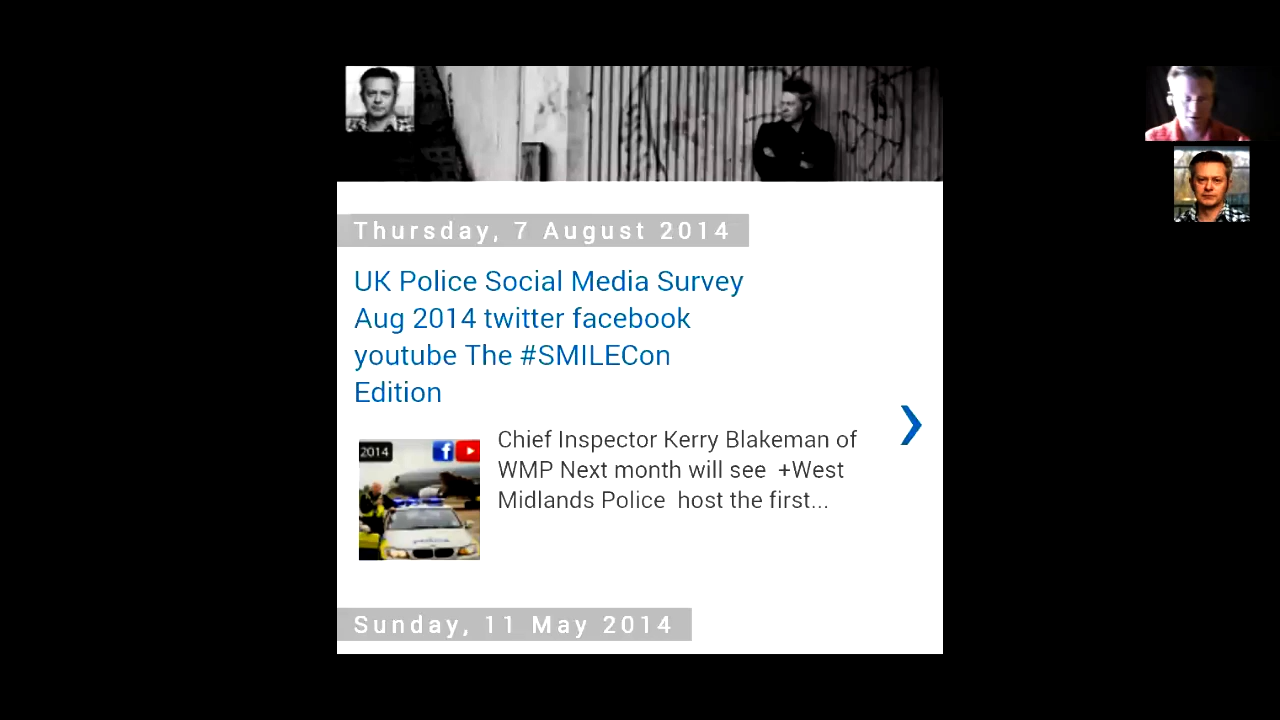 Thursday, 7 August 2014
UK Police Social Media Survey
Aug 2014 twitter facebook
youtube The #SMILECon
Edition
2014
Chief Inspector Kerry Blakeman of
WMP Next month will see +West
Midlands Police host the first...
Sunday, 11 May 2014